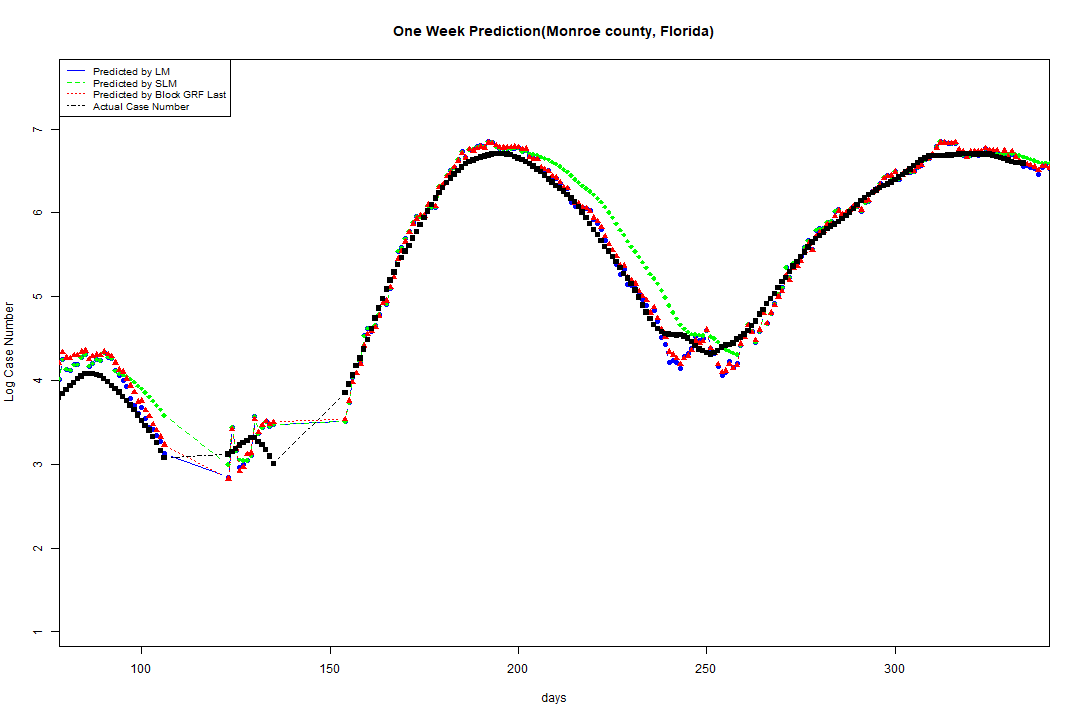 One Week Prediction(Monroe county, Florida)
Predicted by LM
Predicted by SLM
Predicted by Block GRF Last
Actual Case Number
7
6
5
4
3
2
1
Log Case Number
100 150 200 250 300
days